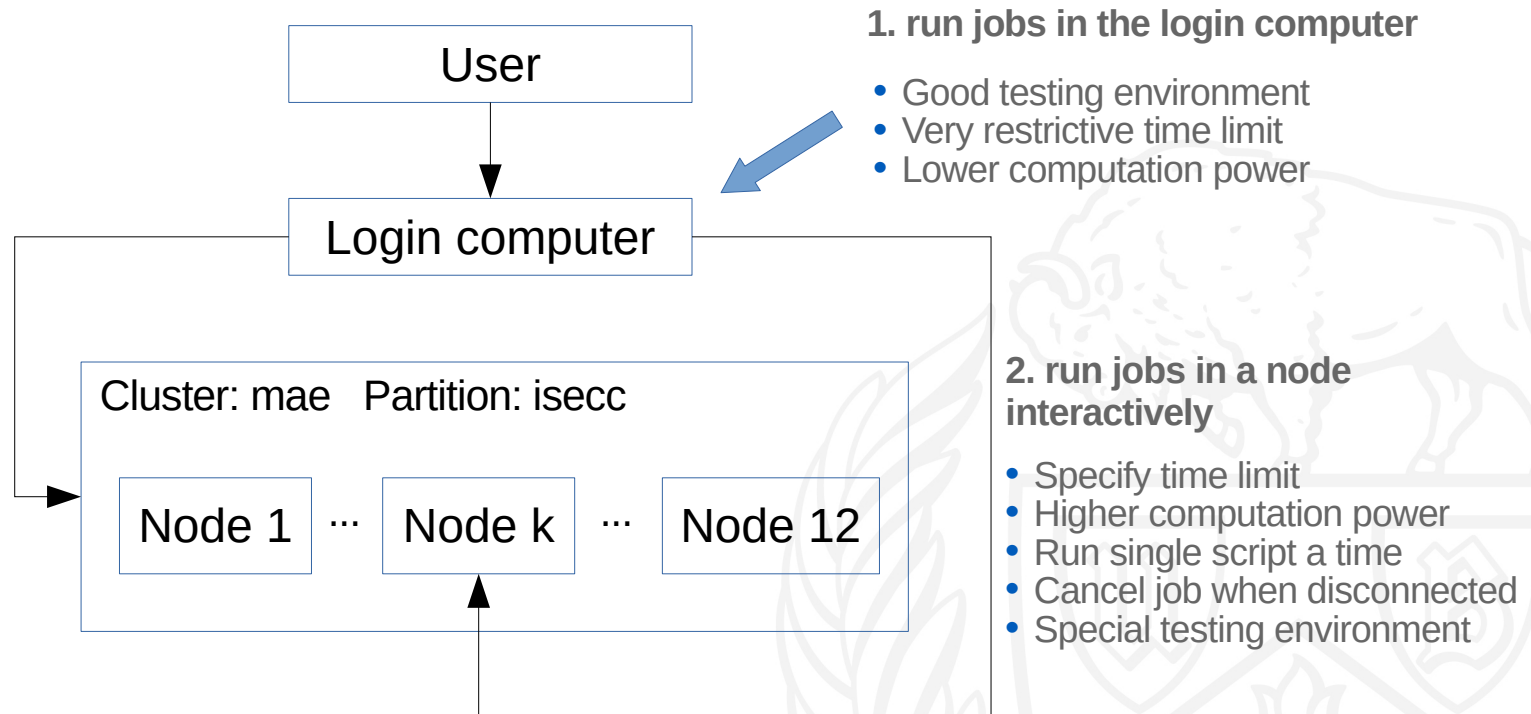 User
Login computer
1. run jobs in the login computer
• Good testing environment
• Very restrictive time limit
• Lower computation power
Cluster: mae Partition: isecc
Node 1 ... Node k ... Node 12
2. run jobs in a node
interactively
• Specify time limit
• Higher computation power
• Run single script a time
• Cancel job when disconnected
• Special testing environment